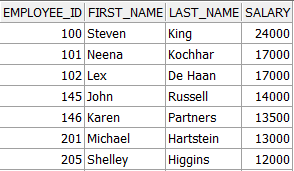 EMPLOYEE_ID FIRST_NAME LAST_NAME SALARY
100 Steven King 24000
101 Neena Kochhar 17000
102 Lex De Haan 17000
145 John Russell 14000
146 Karen Partners 13500
201 Michael Hartstein 13000
205 Shelley Higgins 12000